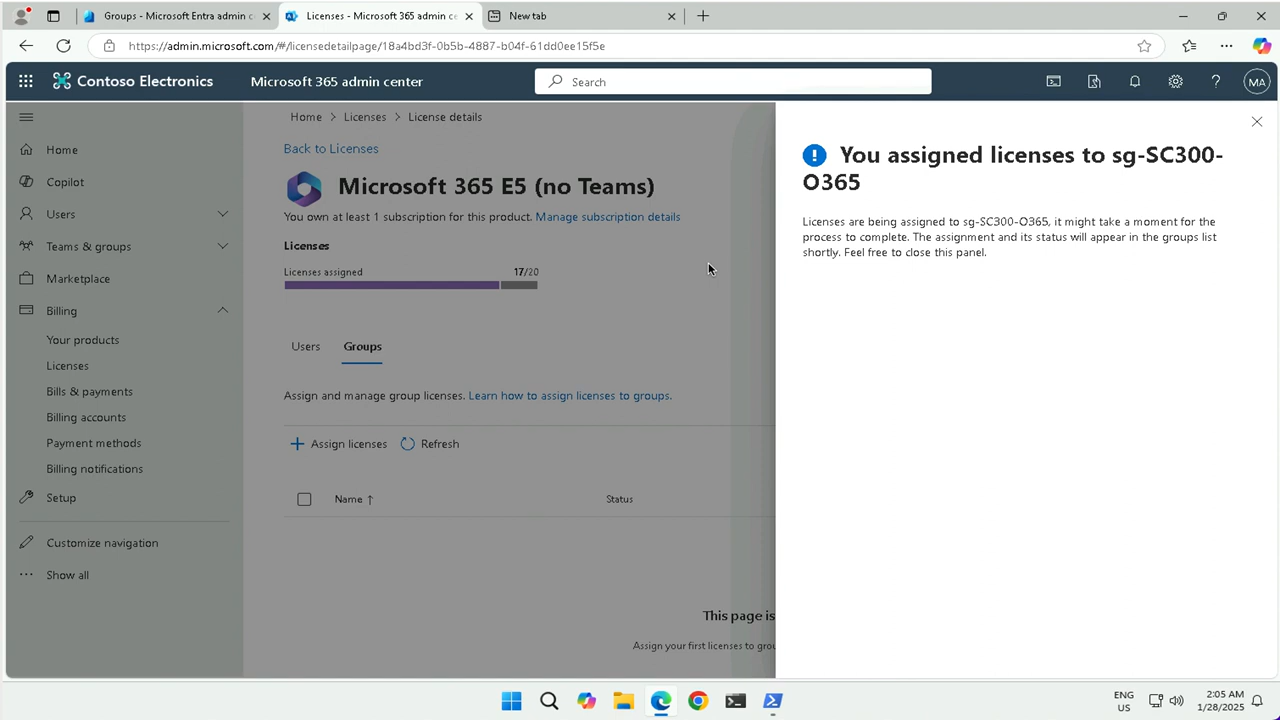 Groups - Microsoft Entra admin c
Licenses - Microsoft 365 admin ce
New tab
https://admin.microsoft.com/#/licensedetailpage/18a4bd3f-0b5b-4887-b04f-61dd0ee15f5e
Contoso Electronics
Microsoft 365 admin center
Search
MA
Home
Copilot
Users
Teams & groups
Marketplace
Billing
Your products
Licenses
Bills & payments
Billing accounts
Payment methods
Billing notifications
Setup
Customize navigation
Show all
Home > Licenses > License details
Back to Licenses
Microsoft 365 E5 (no Teams)
You own at least 1 subscription for this product. Manage subscription details
Licenses
Licenses assigned 17/20
Users Groups
Assign and manage group licenses. Learn how to assign licenses to groups.
Assign licenses Refresh
Name ↑ Status
This page is
Assign your first licenses to grou
You assigned licenses to sg-SC300-
O365
Licenses are being assigned to sg-SC300-O365, it might take a moment for the
process to complete. The assignment and its status will appear in the groups list
shortly. Feel free to close this panel.
ENG
US
2:05 AM
1/28/2025